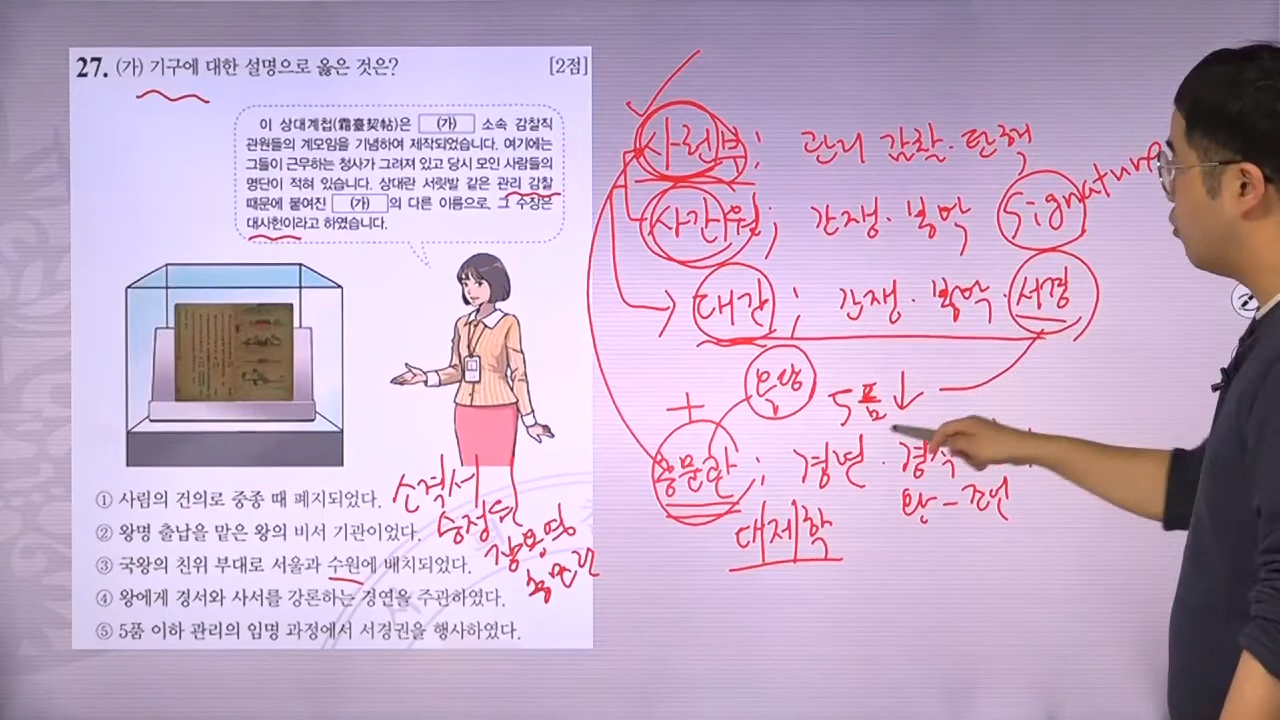 27. (가) 기구에 대한 설명으로 옳은 것은? [2점]
이 상대계첩(霜臺契帖)은 (가) 소속 감찰직
관원들의 계모임을 기념하여 제작되었습니다. 여기에는
그들이 근무하는 청사가 그려져 있고 당시 모인 사람들의
명단이 적혀 있습니다. 상대란 서릿발 같은 관리 감찰
때문에 붙여진 (가) 의 다른 이름으로, 그 수장은
대사헌이라고 하였습니다.
① 사림의 건의로 중종 때 폐지되었다.
② 왕명 출납을 맡은 왕의 비서 기관이었다.
③ 국왕의 친위 부대로 서울과 수원에 배치되었다.
④ 왕에게 경서와 사서를 강론하는 경연을 주관하였다.
⑤ 5품 이하 관리의 임명 과정에서 서경권을 행사하였다.
소격서
승정원
장용영
홍문관
사헌부; 관리 감찰·탄핵
사간원; 간쟁·봉박 Signature
대간; 간쟁·봉박·서경
옥당 5품↓
+
홍문관; 경연·경
대제학